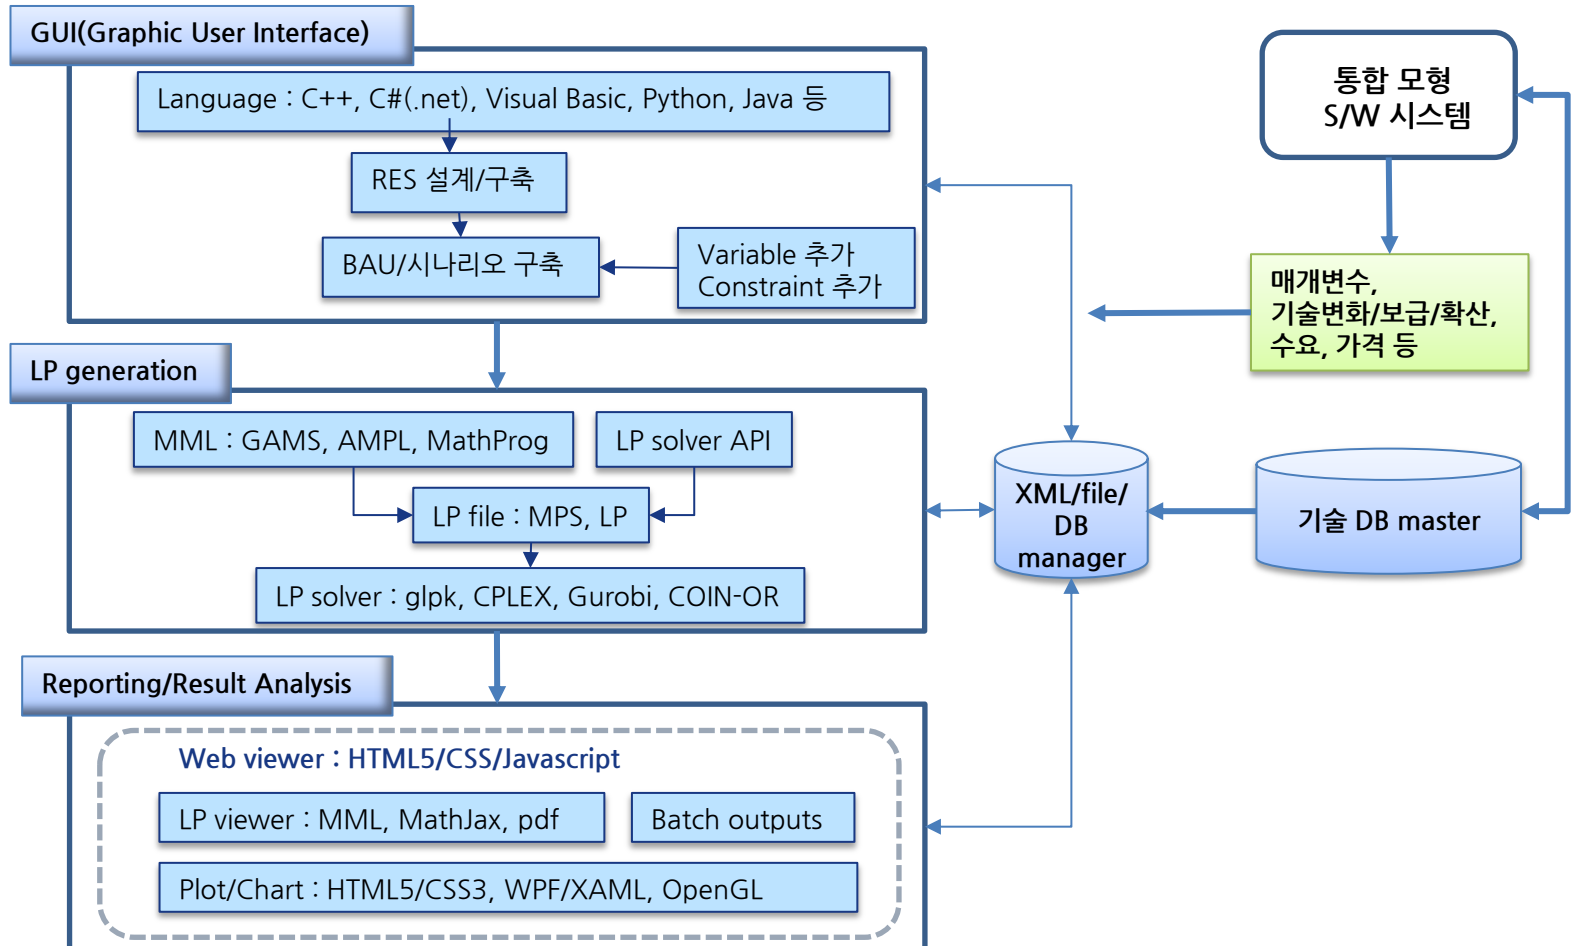 GUI(Graphic User Interface)
Language : C++, C#(.net), Visual Basic, Python, Java 등
RES 설계/구축
BAU/시나리오 구축
Variable 추가
Constraint 추가
통합 모형
S/W 시스템
매개변수,
기술변화/보급/확산,
수요, 가격 등
LP generation
MML : GAMS, AMPL, MathProg
LP solver API
LP file : MPS, LP
LP solver : glpk, CPLEX, Gurobi, COIN-OR
XML/file/
DB
manager
기술 DB master
Reporting/Result Analysis
Web viewer : HTML5/CSS/Javascript
LP viewer : MML, MathJax, pdf
Batch outputs
Plot/Chart : HTML5/CSS3, WPF/XAML, OpenGL